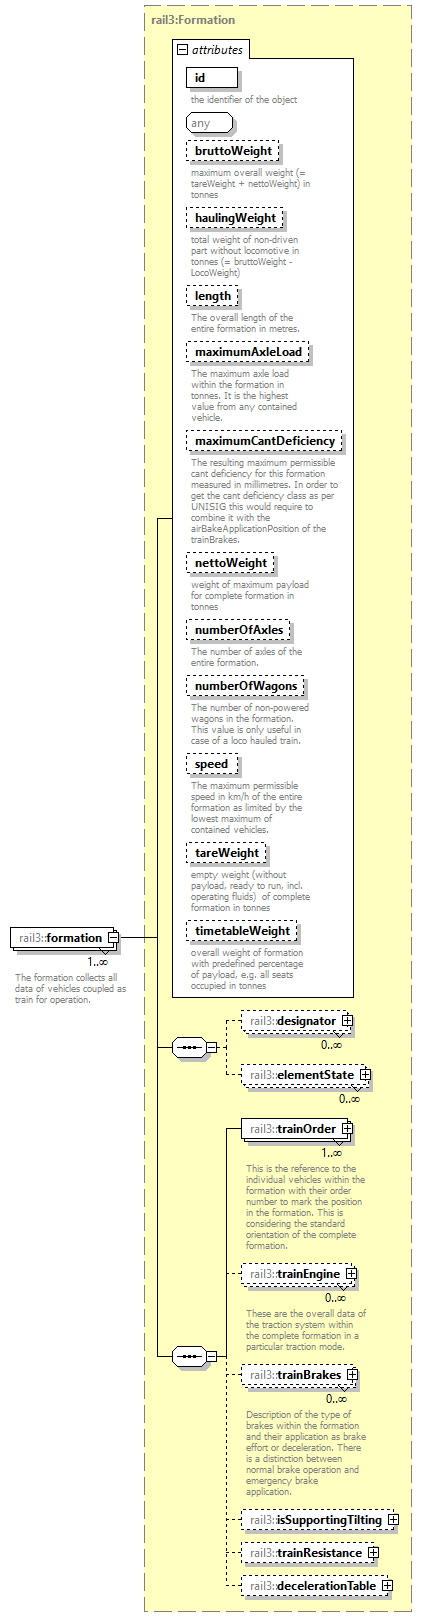 rail3:Formation
attributes
id
the identifier of the object
any
bruttoWeight
maximum overall weight (=
tareWeight + nettoWeight) in
tonnes
haulingWeight
total weight of non-driven
part without locomotive in
tonnes (= bruttoWeight -
LocoWeight)
length
The overall length of the
entire formation in metres.
maximumAxleLoad
The maximum axle load
within the formation in
tonnes. It is the highest
value from any contained
vehicle.
maximumCantDeficiency
The resulting maximum permissible
cant deficiency for this formation
measured in millimetres. In order to
get the cant deficiency class as per
UNISIG this would require to
combine it with the
airBakeApplicationPosition of the
trainBrakes.
nettoWeight
weight of maximum payload
for complete formation in
tonnes
numberOfAxles
The number of axles of the
entire formation.
numberOfWagons
The number of non-powered
wagons in the formation.
This value is only useful in
case of a loco hauled train.
speed
The maximum permissible
speed in km/h of the entire
formation as limited by the
lowest maximum of
contained vehicles.
tareWeight
empty weight (without
payload, ready to run, incl.
operating fluids) of complete
formation in tonnes
timetableWeight
overall weight of formation
with predefined percentage
of payload, e.g. all seats
occupied in tonnes
rail3::formation
1..∞
The formation collects all
data of vehicles coupled as
train for operation.
rail3::designator
0..∞
rail3::elementState
0..∞
rail3::trainOrder
1..∞
This is the reference to the
individual vehicles within the
formation with their order
number to mark the position
in the formation. This is
considering the standard
orientation of the complete
formation.
rail3::trainEngine
0..∞
These are the overall data of
the traction system within
the complete formation in a
particular traction mode.
rail3::trainBrakes
0..∞
Description of the type of
brakes within the formation
and their application as brake
effort or deceleration. There
is a distinction between
normal brake operation and
emergency brake
application.
rail3::isSupportingTilting
rail3::trainResistance
rail3::decelerationTable